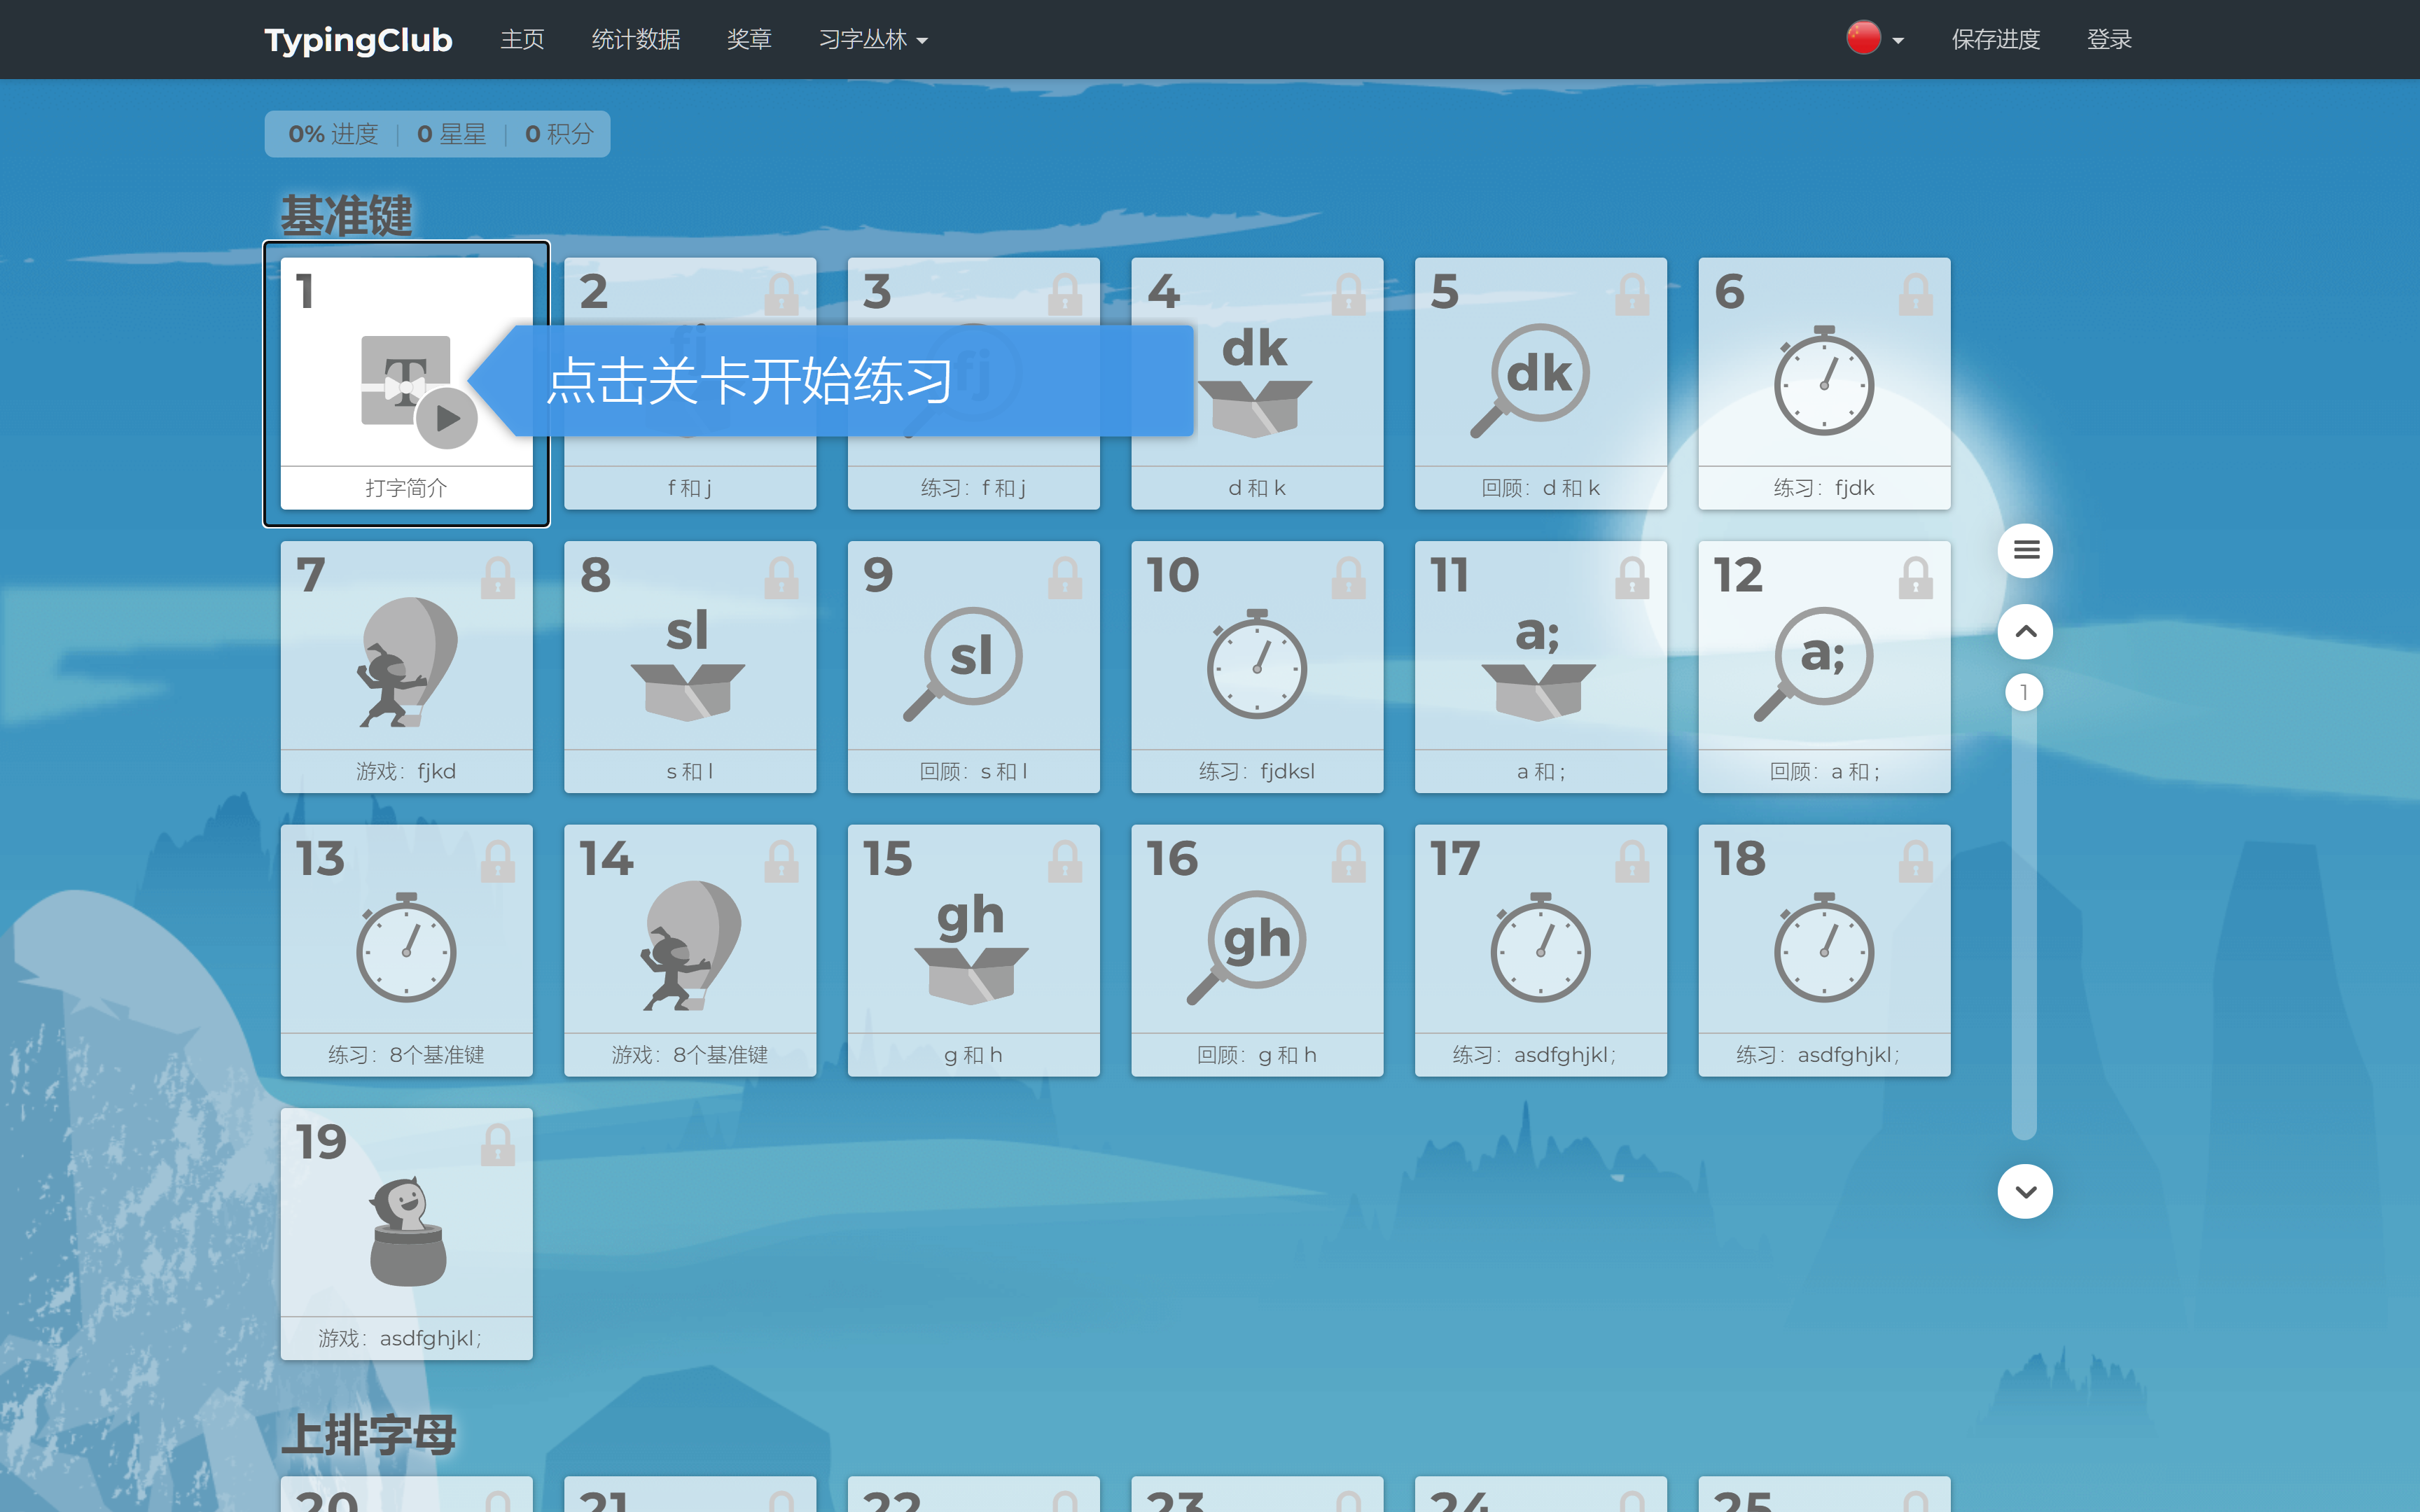 TypingClub 主页 统计数据 奖章 习字丛林 保存进度 登录
0% 进度 | 0 星星 | 0 积分
基准键
1 2 3 4 5 6
T fj fj dk dk
点击关卡开始练习
打字简介 f 和 j 练习：f 和 j d 和 k 回顾：d 和 k 练习：fjdk
7 8 9 10 11 12
sl sl a; a;
1
游戏：fjkd s 和 l 回顾：s 和 l 练习：fjdksl a 和 ; 回顾：a 和 ;
13 14 15 16 17 18
gh gh
练习：8个基准键 游戏：8个基准键 g 和 h 回顾：g 和 h 练习：asdfghjkl; 练习：asdfghjkl;
19
游戏：asdfghjkl;
上排字母
20 21 22 23 24 25